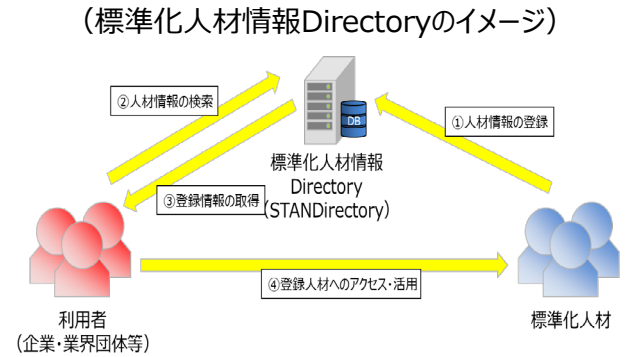 （標準化人材情報Directoryのイメージ）
②人材情報の検索
①人材情報の登録
DB
標準化人材情報
Directory
（STANDirectory）
③登録情報の取得
④登録人材へのアクセス・活用
利用者
（企業・業界団体等）
標準化人材